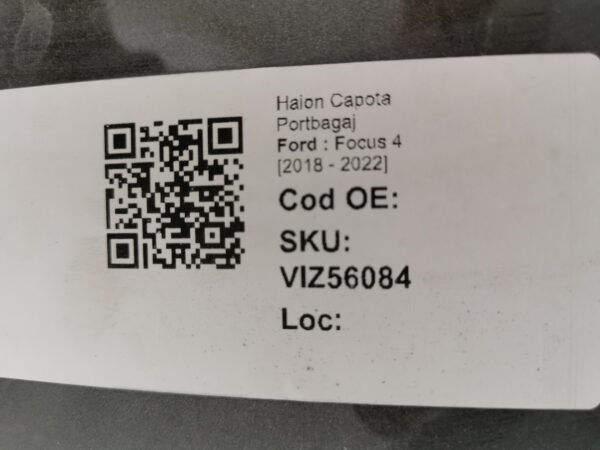 Haion Capota
Portbagaj
Ford : Focus 4
[2018 - 2022]
Cod OE:
SKU:
VIZ56084
Loc: